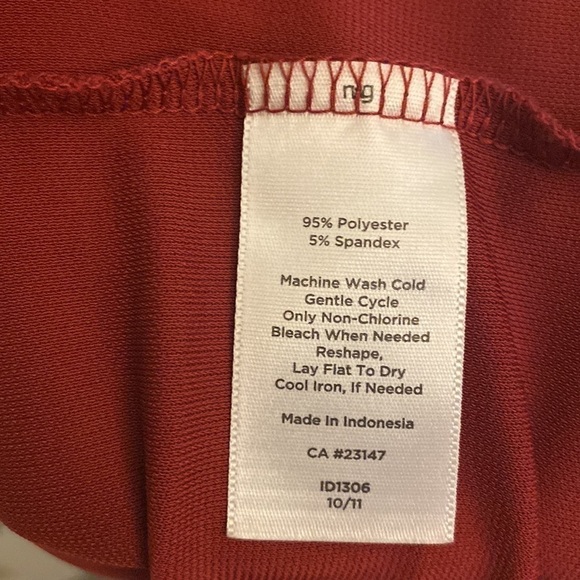 mg
95% Polyester
5% Spandex
Machine Wash Cold
Gentle Cycle
Only Non-Chlorine
Bleach When Needed
Reshape,
Lay Flat To Dry
Cool Iron, If Needed
Made In Indonesia
CA #23147
ID1306
10/11